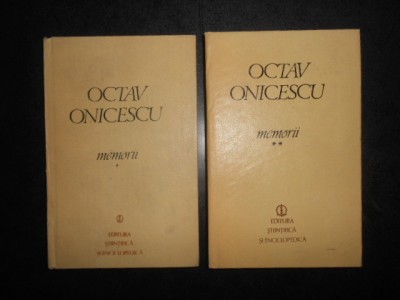 OCTAV
ONICESCU
memorii
*
EDITURA
ȘTIINȚIFICĂ
ȘI ENCICLOPEDICĂ
OCTAV
ONICESCU
memorii
**
EDITURA
ȘTIINȚIFICĂ
ȘI ENCICLOPEDICĂ